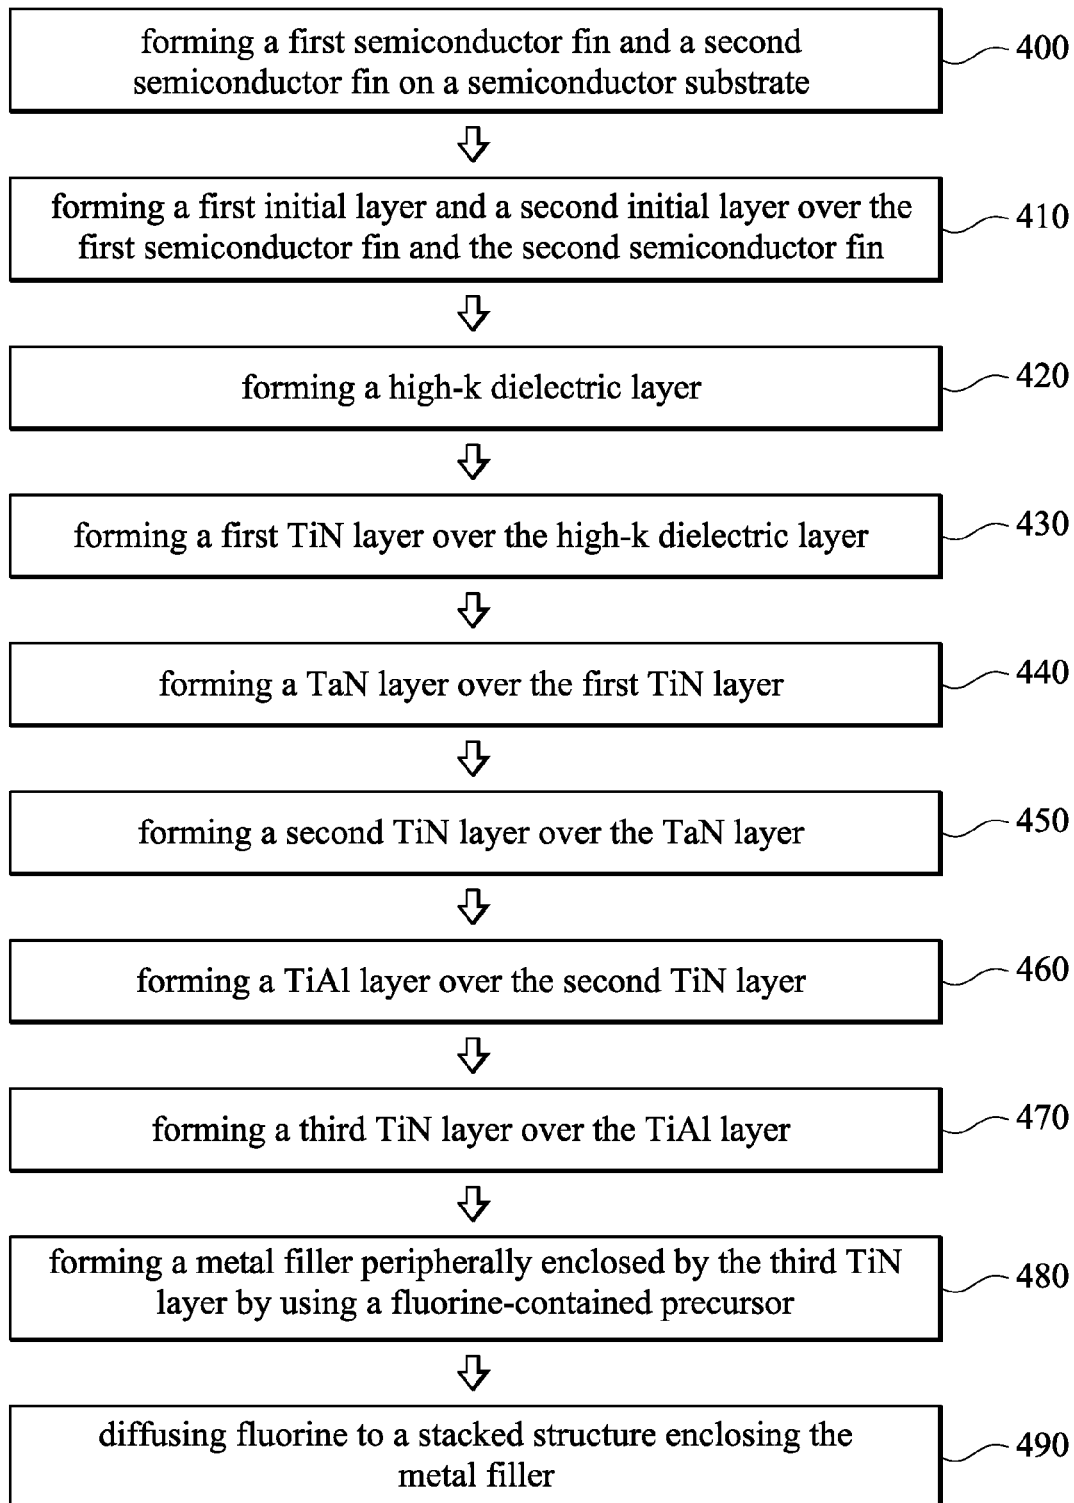 forming a first semiconductor fin and a second
semiconductor fin on a semiconductor substrate
400
forming a first initial layer and a second initial layer over the
first semiconductor fin and the second semiconductor fin
410
forming a high-k dielectric layer
420
forming a first TiN layer over the high-k dielectric layer
430
forming a TaN layer over the first TiN layer
440
forming a second TiN layer over the TaN layer
450
forming a TiAl layer over the second TiN layer
460
forming a third TiN layer over the TiAl layer
470
forming a metal filler peripherally enclosed by the third TiN
layer by using a fluorine-contained precursor
480
diffusing fluorine to a stacked structure enclosing the
metal filler
490